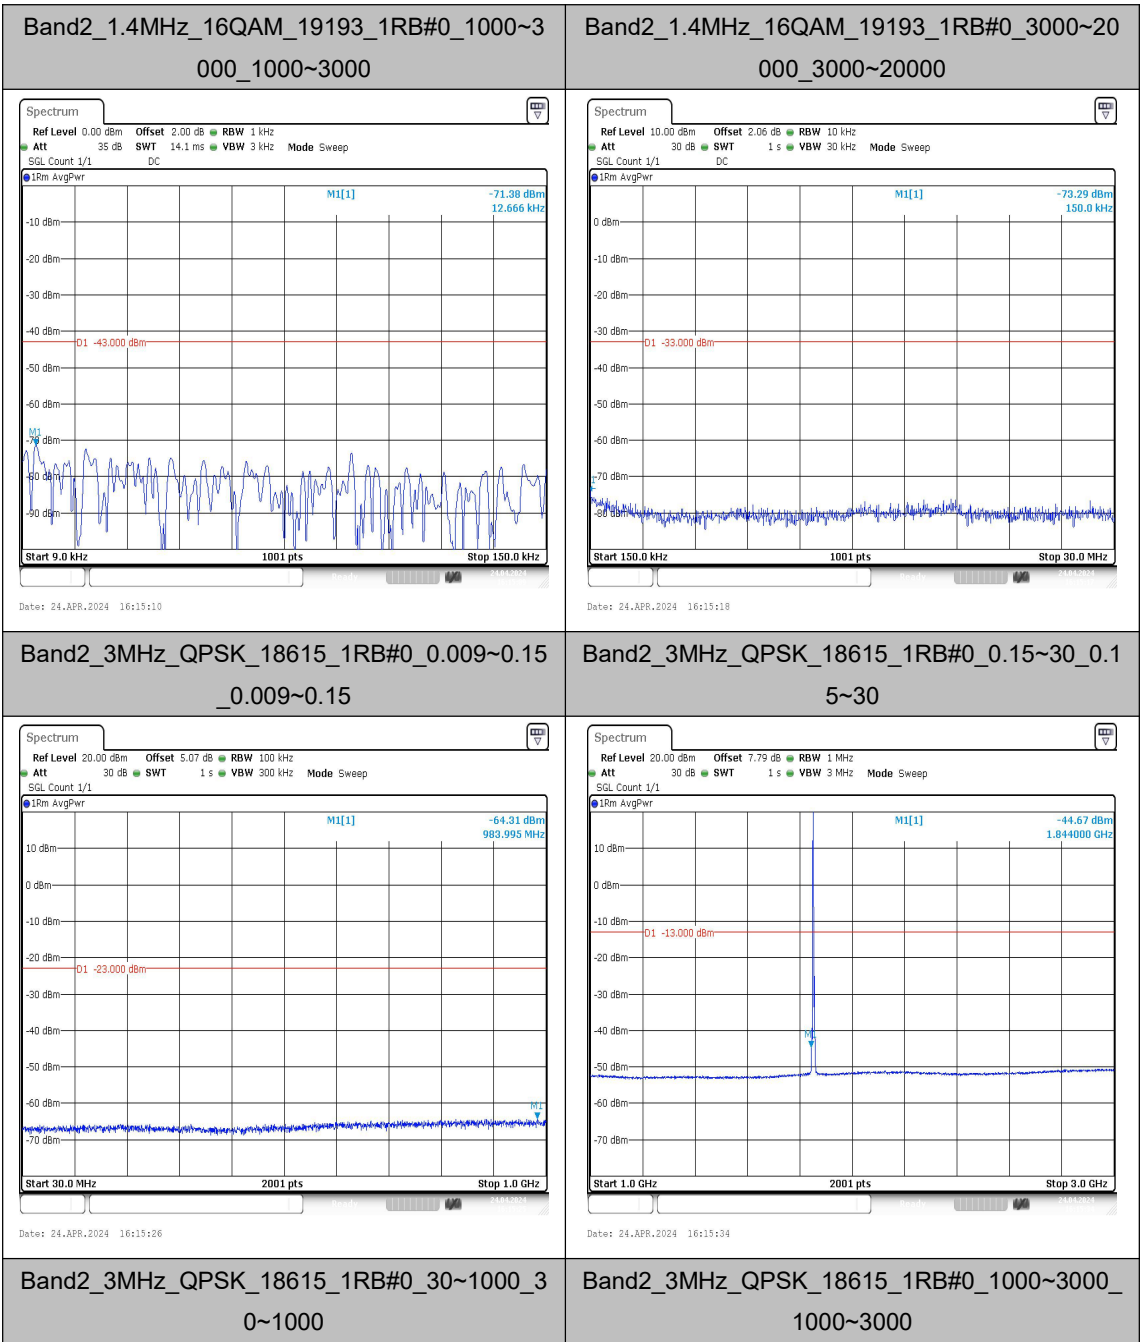 Band2_1.4MHz_16QAM_19193_1RB#0_1000~3
000_1000~3000
Band2_1.4MHz_16QAM_19193_1RB#0_3000~20
000_3000~20000
Spectrum
Ref Level 0.00 dBm Offset 2.00 dB RBW 1 kHz
Att 35 dB SWT 14.1 ms VBW 3 kHz Mode Sweep
SGL Count 1/1 DC
1Rm AvgPwr
M1[1] -71.38 dBm
12.666 kHz
-10 dBm
-20 dBm
-30 dBm
-40 dBm
D1 -43.000 dBm
-50 dBm
-60 dBm
M1
-70 dBm
-80 dBm
-90 dBm
Start 9.0 kHz 1001 pts Stop 150.0 kHz
24.04.2024
Date: 24.APR.2024 16:15:10
Spectrum
Ref Level 10.00 dBm Offset 2.06 dB RBW 10 kHz
Att 30 dB SWT 1 s VBW 30 kHz Mode Sweep
SGL Count 1/1 DC
1Rm AvgPwr
M1[1] -73.29 dBm
150.0 kHz
0 dBm
-10 dBm
-20 dBm
-30 dBm
D1 -33.000 dBm
-40 dBm
-50 dBm
-60 dBm
-70 dBm
-80 dBm
Start 150.0 kHz 1001 pts Stop 30.0 MHz
24.04.2024
Date: 24.APR.2024 16:15:18
Band2_3MHz_QPSK_18615_1RB#0_0.009~0.15
_0.009~0.15
Band2_3MHz_QPSK_18615_1RB#0_0.15~30_0.1
5~30
Spectrum
Ref Level 20.00 dBm Offset 5.07 dB RBW 100 kHz
Att 30 dB SWT 1 s VBW 300 kHz Mode Sweep
SGL Count 1/1
1Rm AvgPwr
M1[1] -64.31 dBm
983.995 MHz
10 dBm
0 dBm
-10 dBm
-20 dBm
D1 -23.000 dBm
-30 dBm
-40 dBm
-50 dBm
-60 dBm
M1
-70 dBm
Start 30.0 MHz 2001 pts Stop 1.0 GHz
24.04.2024
Date: 24.APR.2024 16:15:26
Spectrum
Ref Level 20.00 dBm Offset 7.79 dB RBW 1 MHz
Att 30 dB SWT 1 s VBW 3 MHz Mode Sweep
SGL Count 1/1
1Rm AvgPwr
M1[1] -44.67 dBm
1.844000 GHz
10 dBm
0 dBm
-10 dBm
D1 -13.000 dBm
-20 dBm
-30 dBm
-40 dBm
-50 dBm
-60 dBm
-70 dBm
Start 1.0 GHz 2001 pts Stop 3.0 GHz
24.04.2024
Date: 24.APR.2024 16:15:34
Band2_3MHz_QPSK_18615_1RB#0_30~1000_3
0~1000
Band2_3MHz_QPSK_18615_1RB#0_1000~3000_
1000~3000